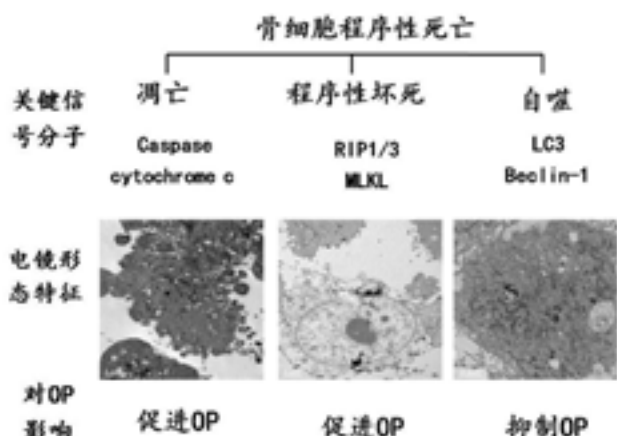 骨细胞程序性死亡
关键信
号分子
凋亡
程序性坏死
自噬
Caspase
cytochrome c
RIP1/3
MLKL
LC3
Beclin-1
电镜形
态特征
对OP
影响
促进OP
促进OP
抑制OP